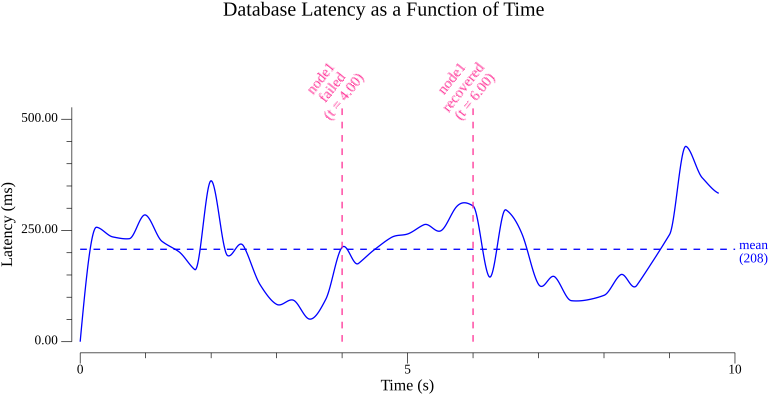 Database Latency as a Function of Time
node1
failed
(t = 4.00)
node1
recovered
(t = 6.00)
500.00
250.00
0.00
Latency (ms)
mean
(208)
0
5
10
Time (s)